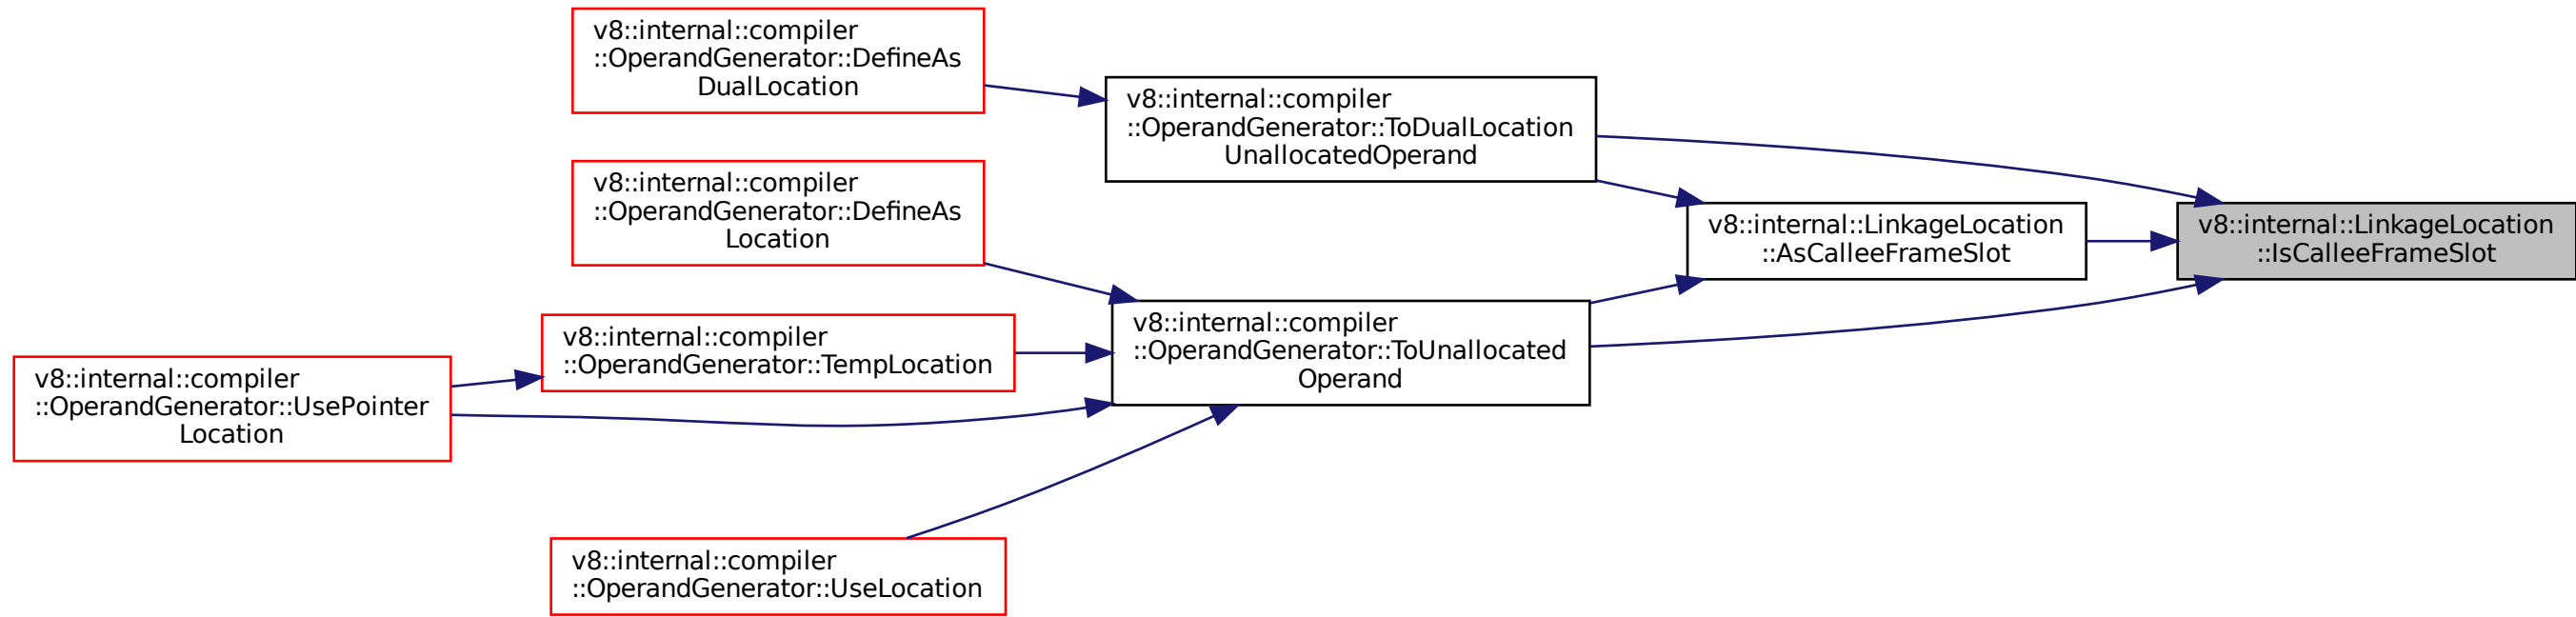 v8::internal::compiler
::OperandGenerator::DefineAs
DualLocation
v8::internal::compiler
::OperandGenerator::ToDualLocation
UnallocatedOperand
v8::internal::compiler
::OperandGenerator::DefineAs
Location
v8::internal::LinkageLocation
::AsCalleeFrameSlot
v8::internal::LinkageLocation
::IsCalleeFrameSlot
v8::internal::compiler
::OperandGenerator::TempLocation
v8::internal::compiler
::OperandGenerator::ToUnallocated
Operand
v8::internal::compiler
::OperandGenerator::UsePointer
Location
v8::internal::compiler
::OperandGenerator::UseLocation